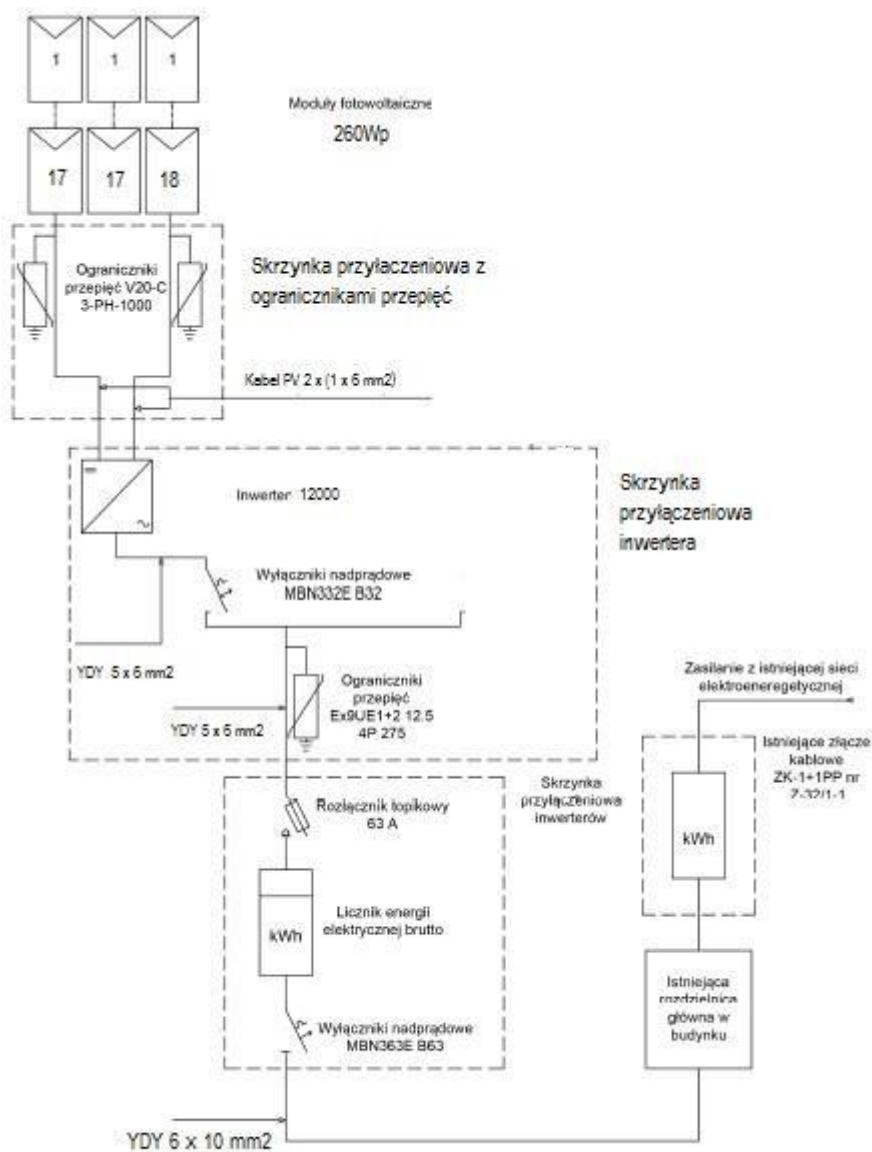 1 1 1
Moduły fotowoltaiczne
260Wp
17 17 18
Ograniczniki
przepięć V20-C
3-PH-1000
Skrzynka przyłaczeniowa z
ogranicznikami przepięć
Kabel PV 2 x (1 x 6 mm2)
Inwerter 12000
Skrzynka
przyłączeniowa
inwertera
Wyłączniki nadprądowe
MBN332E B32
YDY 5 x 6 mm2
Ograniczniki
przepięć
Ex9UE1+2 12.5
4P 275
YDY 5 x 6 mm2
Zasilanie z istniejącej sieci
elektroeneregetycznej
Istniejące złącze
kablowe
ZK-1+1PP nr
Z-32/1-1
kWh
Skrzynka
przyłączeniowa
inwerterów
Rozłącznik topikowy
63 A
Licznik energii
elektrycznej brutto
kWh
Istniejąca
rozdzielnica
główna w
budynku
Wyłączniki nadprądowe
MBN363E B63
YDY 6 x 10 mm2